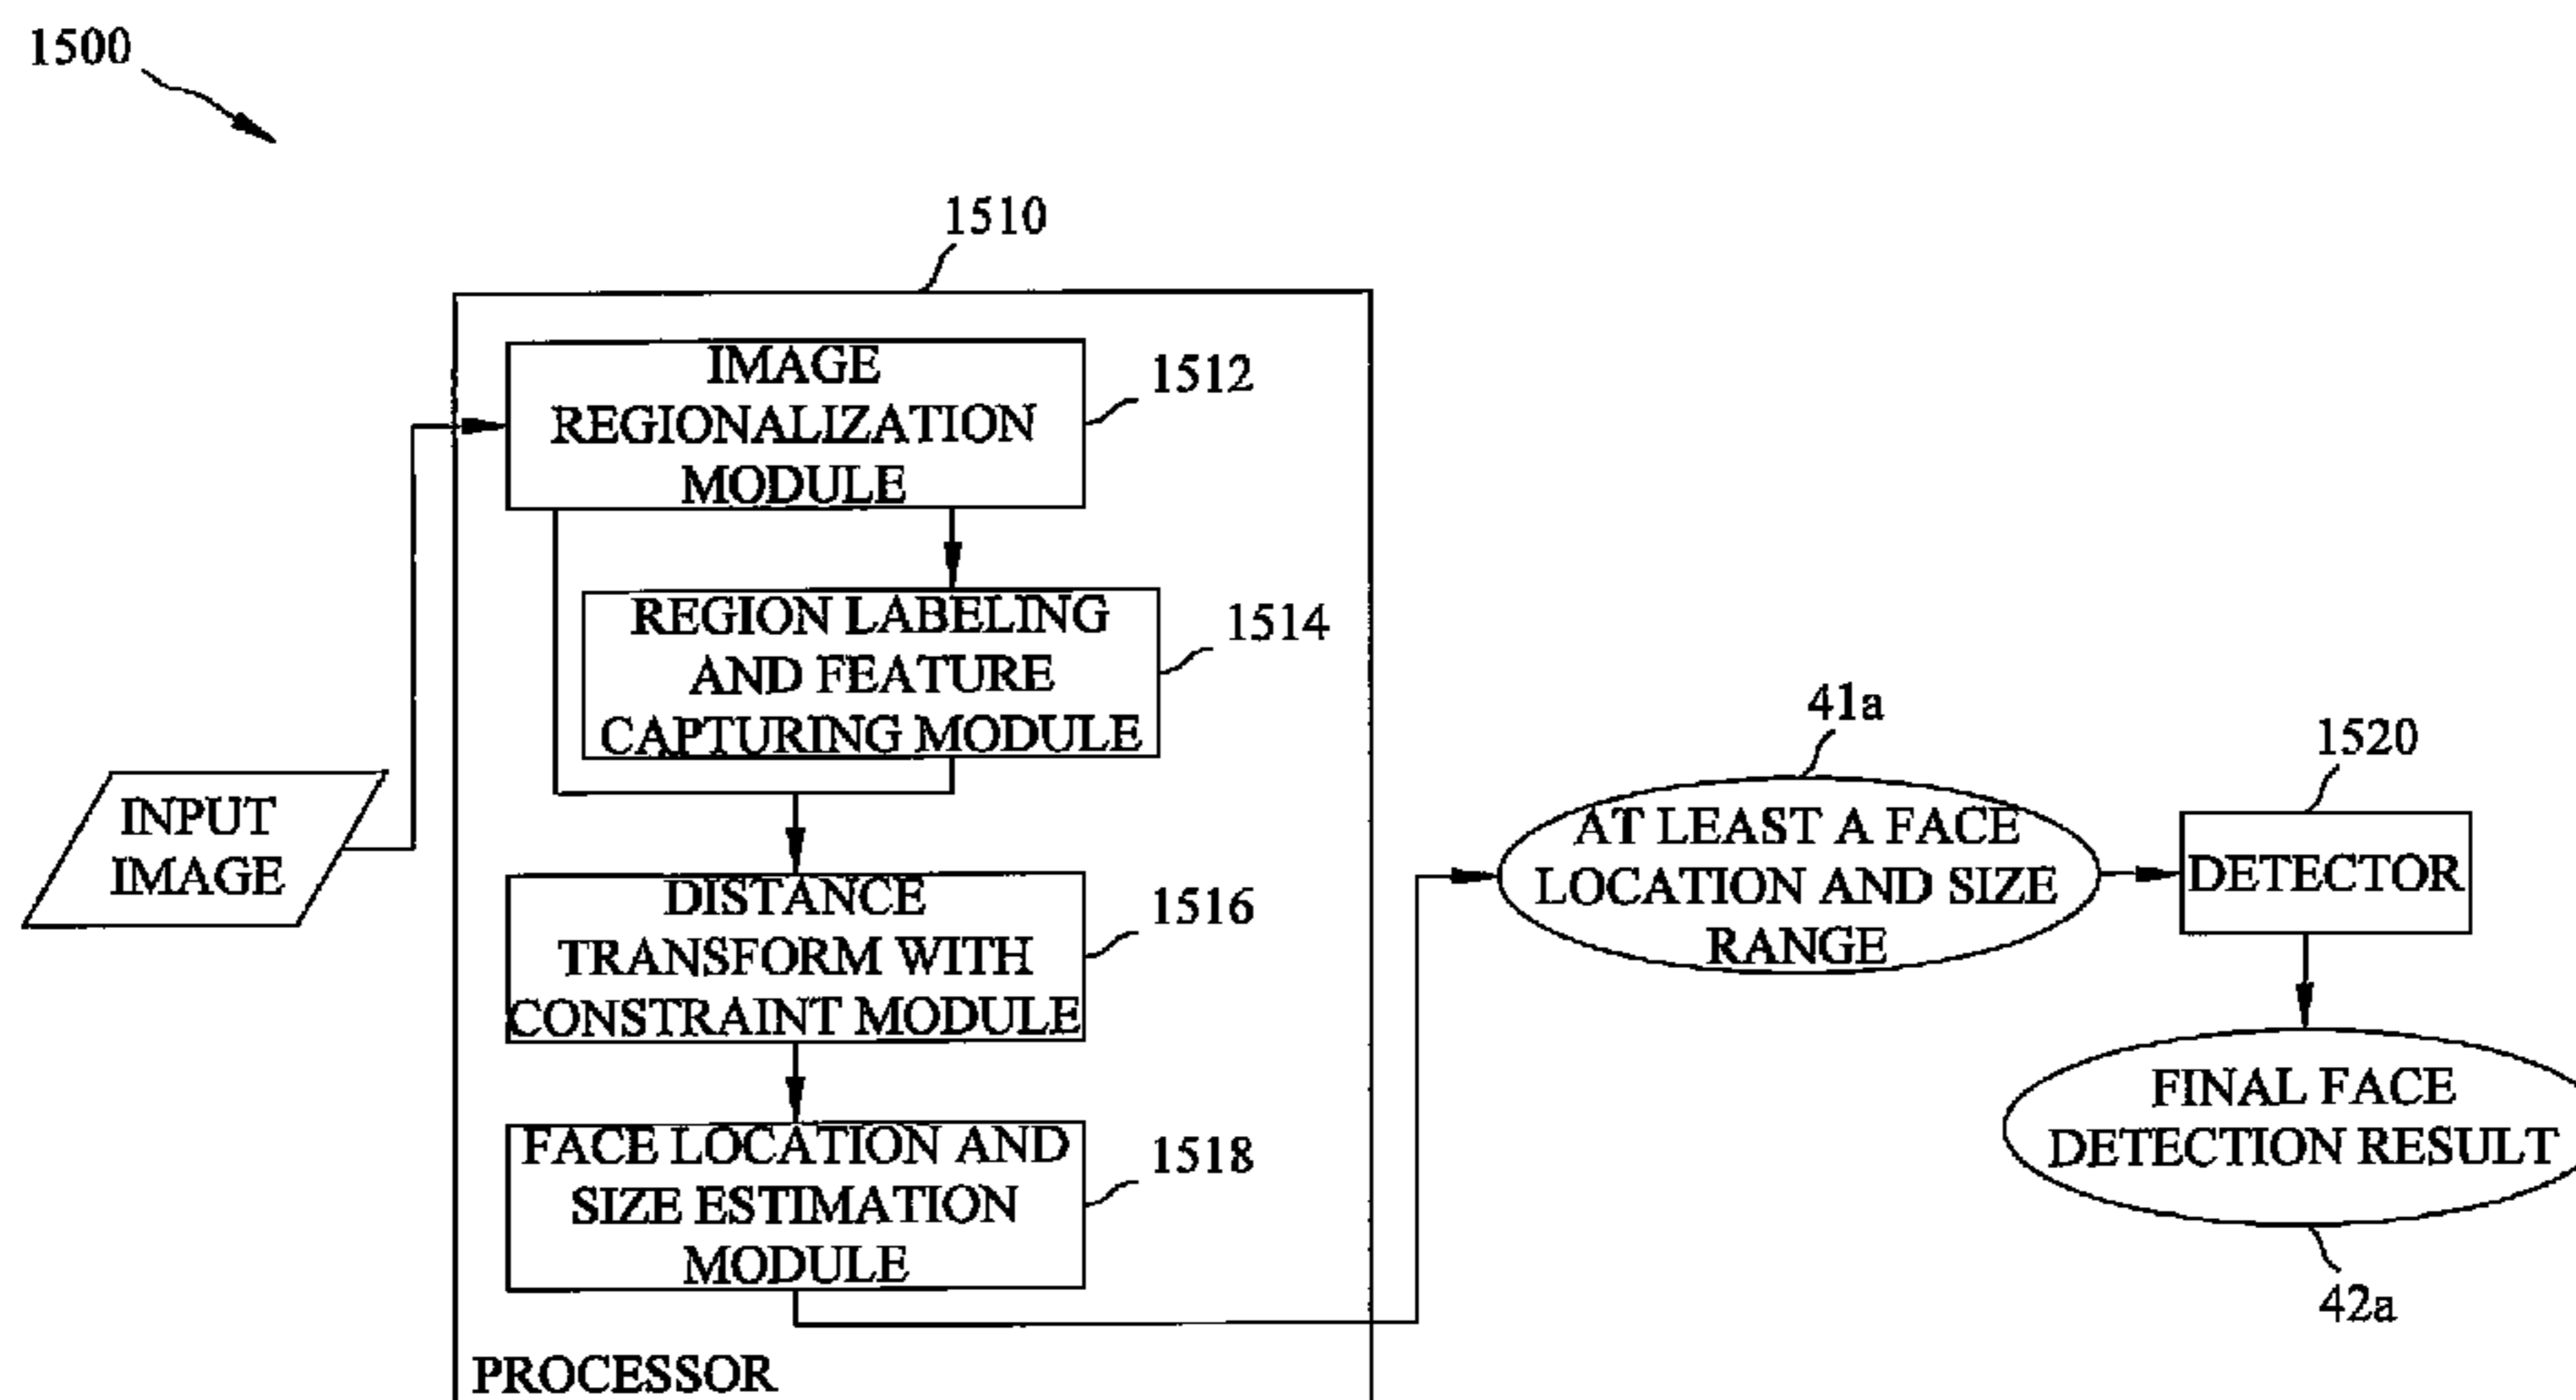 1500
1510
IMAGE
REGIONALIZATION
MODULE
1512
REGION LABELING
AND FEATURE
CAPTURING MODULE
1514
INPUT
IMAGE
DISTANCE
TRANSFORM WITH
CONSTRAINT MODULE
1516
FACE LOCATION AND
SIZE ESTIMATION
MODULE
1518
PROCESSOR
41a
AT LEAST A FACE
LOCATION AND SIZE
RANGE
1520
DETECTOR
FINAL FACE
DETECTION RESULT
42a